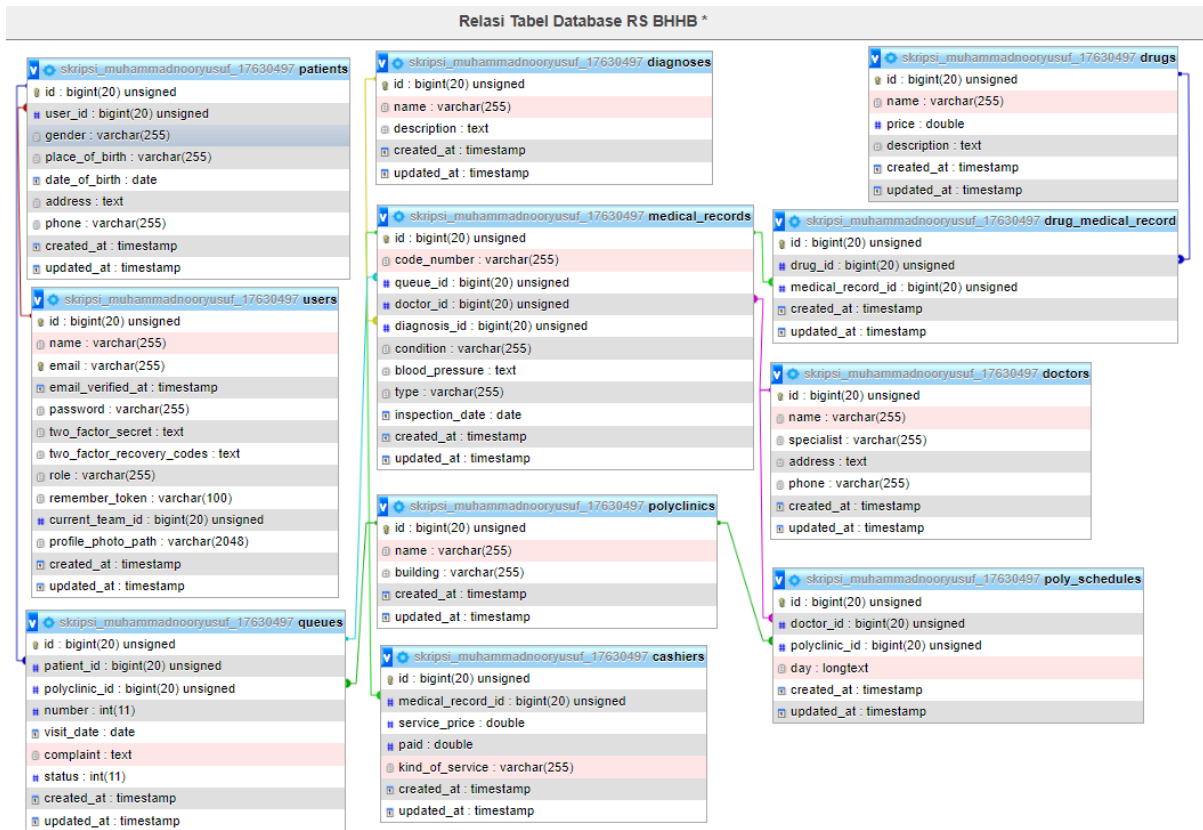 Relasi Tabel Database RS BHHB *
skripsi_muhammadnooryusuf_17630497 patients
id : bigint(20) unsigned
user_id : bigint(20) unsigned
gender : varchar(255)
place_of_birth : varchar(255)
date_of_birth : date
address : text
phone : varchar(255)
created_at : timestamp
updated_at : timestamp
skripsi_muhammadnooryusuf_17630497 users
id : bigint(20) unsigned
name : varchar(255)
email : varchar(255)
email_verified_at : timestamp
password : varchar(255)
two_factor_secret : text
two_factor_recovery_codes : text
role : varchar(255)
remember_token : varchar(100)
current_team_id : bigint(20) unsigned
profile_photo_path : varchar(2048)
created_at : timestamp
updated_at : timestamp
skripsi_muhammadnooryusuf_17630497 queues
id : bigint(20) unsigned
patient_id : bigint(20) unsigned
polyclinic_id : bigint(20) unsigned
number : int(11)
visit_date : date
complaint : text
status : int(11)
created_at : timestamp
updated_at : timestamp
skripsi_muhammadnooryusuf_17630497 diagnoses
id : bigint(20) unsigned
name : varchar(255)
description : text
created_at : timestamp
updated_at : timestamp
skripsi_muhammadnooryusuf_17630497 medical_records
id : bigint(20) unsigned
code_number : varchar(255)
queue_id : bigint(20) unsigned
doctor_id : bigint(20) unsigned
diagnosis_id : bigint(20) unsigned
condition : varchar(255)
blood_pressure : text
type : varchar(255)
inspection_date : date
created_at : timestamp
updated_at : timestamp
skripsi_muhammadnooryusuf_17630497 polyclinics
id : bigint(20) unsigned
name : varchar(255)
building : varchar(255)
created_at : timestamp
updated_at : timestamp
skripsi_muhammadnooryusuf_17630497 cashiers
id : bigint(20) unsigned
medical_record_id : bigint(20) unsigned
service_price : double
paid : double
kind_of_service : varchar(255)
created_at : timestamp
updated_at : timestamp
skripsi_muhammadnooryusuf_17630497 drugs
id : bigint(20) unsigned
name : varchar(255)
price : double
description : text
created_at : timestamp
updated_at : timestamp
skripsi_muhammadnooryusuf_17630497 drug_medical_record
id : bigint(20) unsigned
drug_id : bigint(20) unsigned
medical_record_id : bigint(20) unsigned
created_at : timestamp
updated_at : timestamp
skripsi_muhammadnooryusuf_17630497 doctors
id : bigint(20) unsigned
name : varchar(255)
specialist : varchar(255)
address : text
phone : varchar(255)
created_at : timestamp
updated_at : timestamp
skripsi_muhammadnooryusuf_17630497 poly_schedules
id : bigint(20) unsigned
doctor_id : bigint(20) unsigned
polyclinic_id : bigint(20) unsigned
day : longtext
created_at : timestamp
updated_at : timestamp